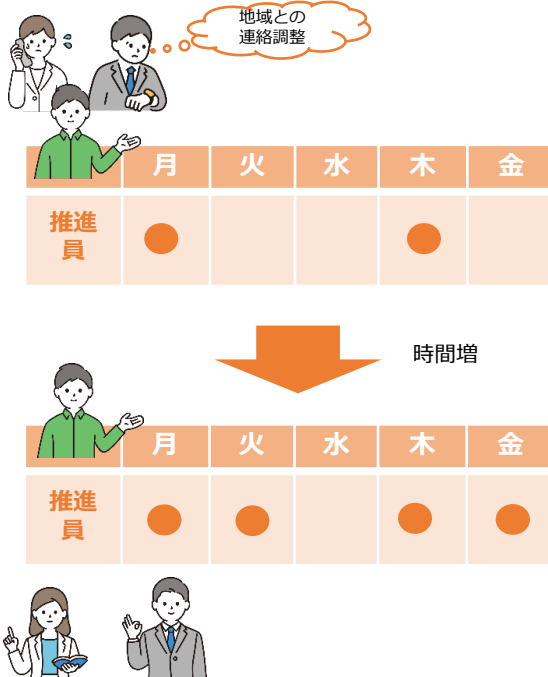 地域との
連絡調整
月 火 水 木 金
推進
員
時間増
月 火 水 木 金
推進
員